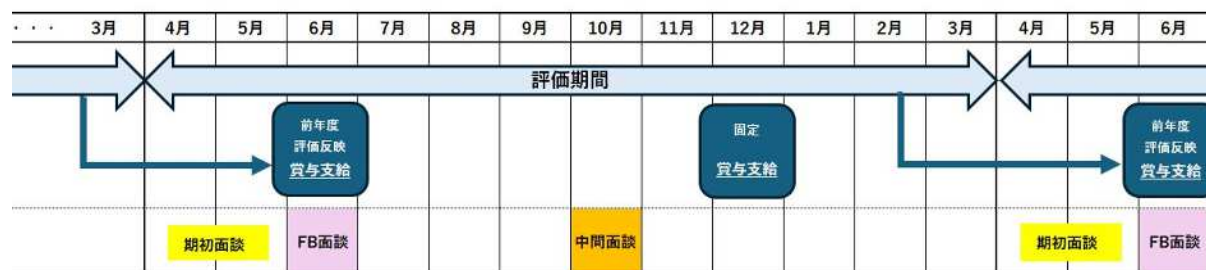 ・・・ 3月 4月 5月 6月 7月 8月 9月 10月 11月 12月 1月 2月 3月 4月 5月 6月
評価期間
前年度
評価反映
賞与支給
固定
賞与支給
前年度
評価反映
賞与支給
期初面談 FB面談 中間面談 期初面談 FB面談